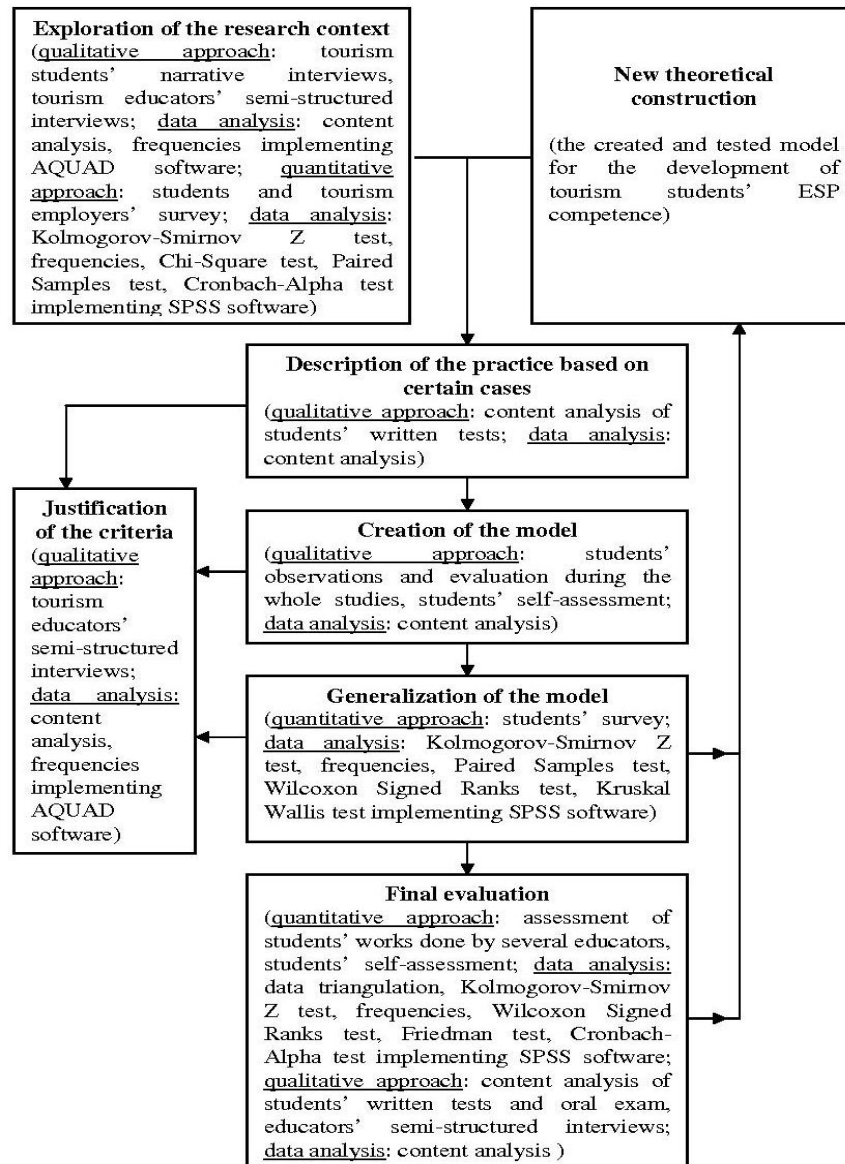 Exploration of the research context
(qualitative approach: tourism
students' narrative interviews,
tourism educators' semi-structured
interviews; data analysis: content
analysis, frequencies implementing
AQUAD software; quantitative
approach: students and tourism
employers' survey; data analysis:
Kolmogorov-Smirnov Z test,
frequencies, Chi-Square test, Paired
Samples test, Cronbach-Alpha test
implementing SPSS software)
New theoretical
construction
(the created and tested model
for the development of
tourism students' ESP
competence)
Description of the practice based on
certain cases
(qualitative approach: content analysis of
students' written tests; data analysis:
content analysis)
Justification
of the criteria
(qualitative
approach:
tourism
educators'
semi-structured
interviews;
data analysis:
content
analysis,
frequencies
implementing
AQUAD
software)
Creation of the model
(qualitative approach: students'
observations and evaluation during the
whole studies, students' self-assessment;
data analysis: content analysis)
Generalization of the model
(quantitative approach: students' survey;
data analysis: Kolmogorov-Smirnov Z
test, frequencies, Paired Samples test,
Wilcoxon Signed Ranks test, Kruskal
Wallis test implementing SPSS software)
Final evaluation
(quantitative approach: assessment of
students' works done by several educators,
students' self-assessment; data analysis:
data triangulation, Kolmogorov-Smirnov
Z test, frequencies, Wilcoxon Signed
Ranks test, Friedman test, Cronbach-
Alpha test implementing SPSS software;
qualitative approach: content analysis of
students' written tests and oral exam,
educators' semi-structured interviews;
data analysis: content analysis )